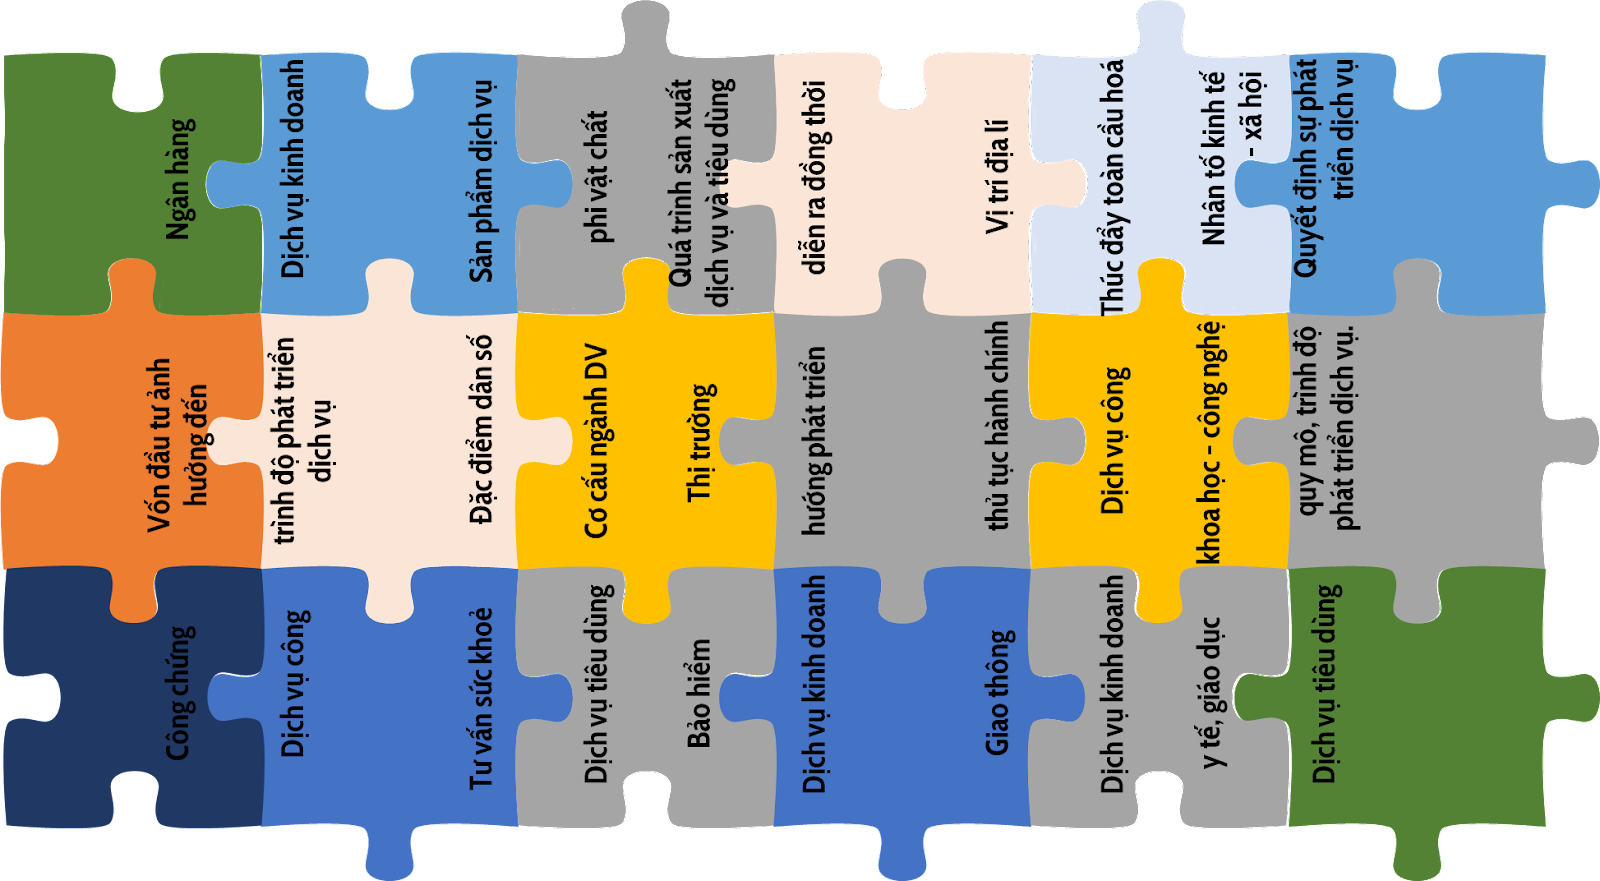 Ngân hàng
Dịch vụ kinh doanh
Sản phẩm dịch vụ
phi vật chất
Quá trình sản xuất
dịch vụ và tiêu dùng
diễn ra đồng thời
Vị trí địa lí
Thúc đẩy toàn cầu hoá
Nhân tố kinh tế
- xã hội
Quyết định sự phát
triển dịch vụ
Vốn đầu tư ảnh
hưởng đến
trình độ phát triển
dịch vụ
Đặc điểm dân số
Cơ cấu ngành DV
Thị trường
hướng phát triển
thủ tục hành chính
Dịch vụ công
khoa học - công nghệ
quy mô, trình độ
phát triển dịch vụ.
Công chứng
Dịch vụ công
Tư vấn sức khoẻ
Dịch vụ tiêu dùng
Bảo hiểm
Dịch vụ kinh doanh
Giao thông
Dịch vụ kinh doanh
y tế, giáo dục
Dịch vụ tiêu dùng